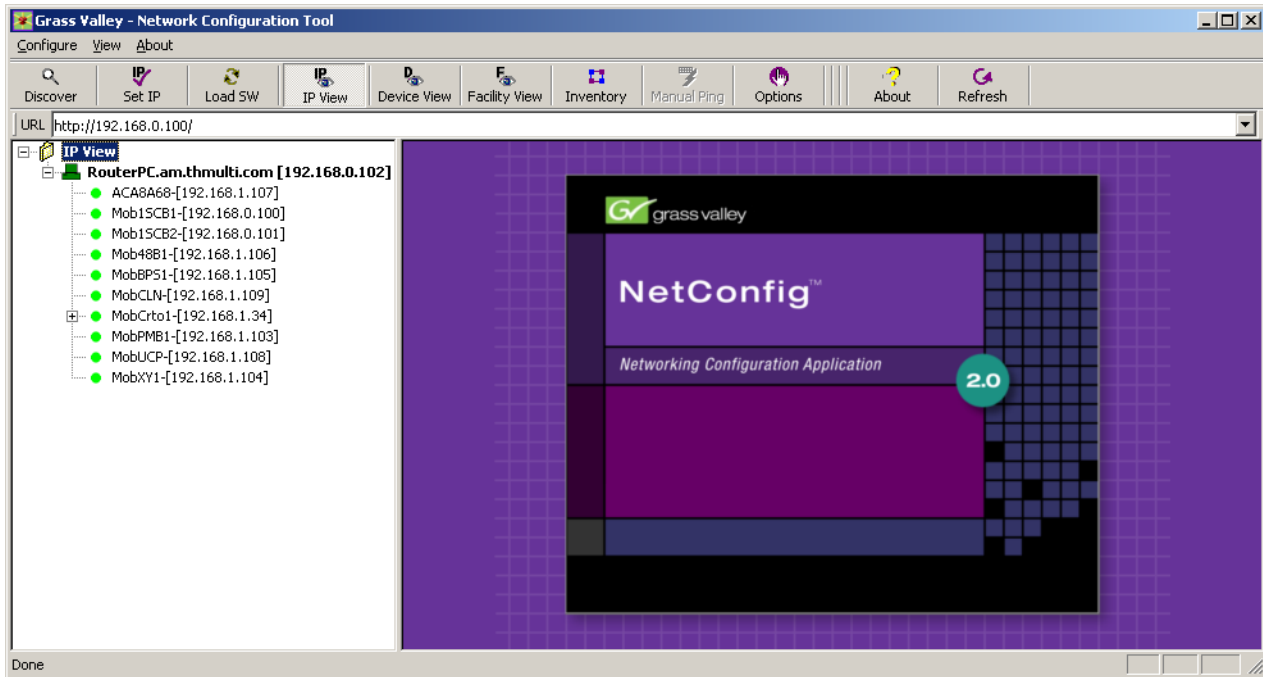 Grass Valley - Network Configuration Tool
Configure View About
Discover Set IP Load SW IP View Device View Facility View Inventory Manual Ping Options About Refresh
URL http://192.168.0.100/
IP View
RouterPC.am.thmulti.com [192.168.0.102]
ACA8A68-[192.168.1.107]
Mob1SCB1-[192.168.0.100]
Mob1SCB2-[192.168.0.101]
Mob48B1-[192.168.1.106]
MobBPS1-[192.168.1.105]
MobCLN-[192.168.1.109]
MobCrto1-[192.168.1.34]
MobPMB1-[192.168.1.103]
MobUCP-[192.168.1.108]
MobXY1-[192.168.1.104]
grass valley
NetConfig™
Networking Configuration Application
2.0
Done